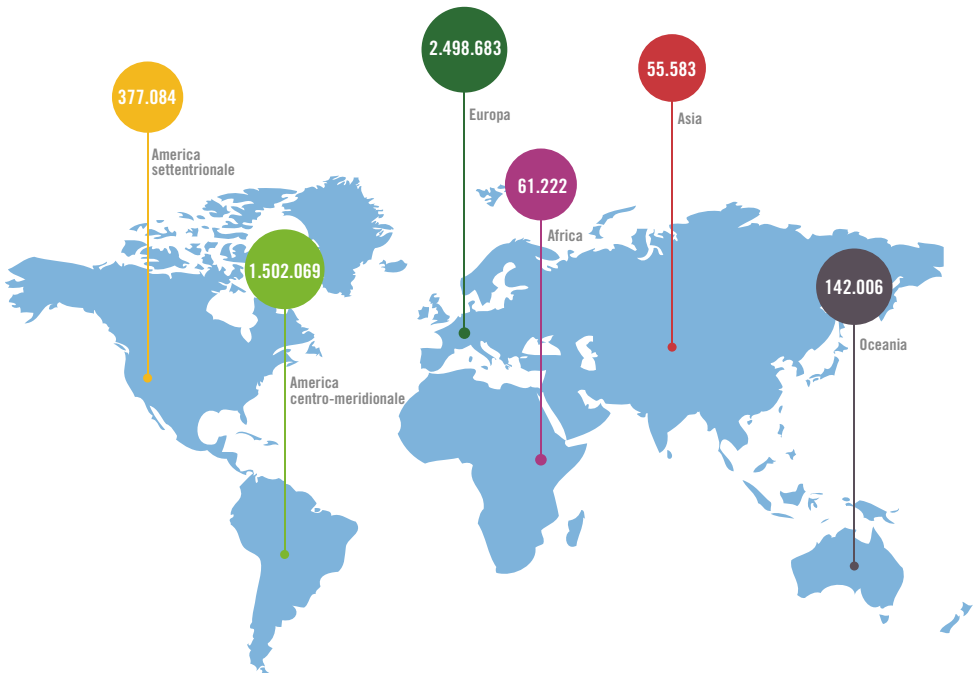 2.498.683
Europa
55.583
Asia
377.084
America
settentrionale
61.222
Africa
1.502.069
America
centro-meridionale
142.006
Oceania